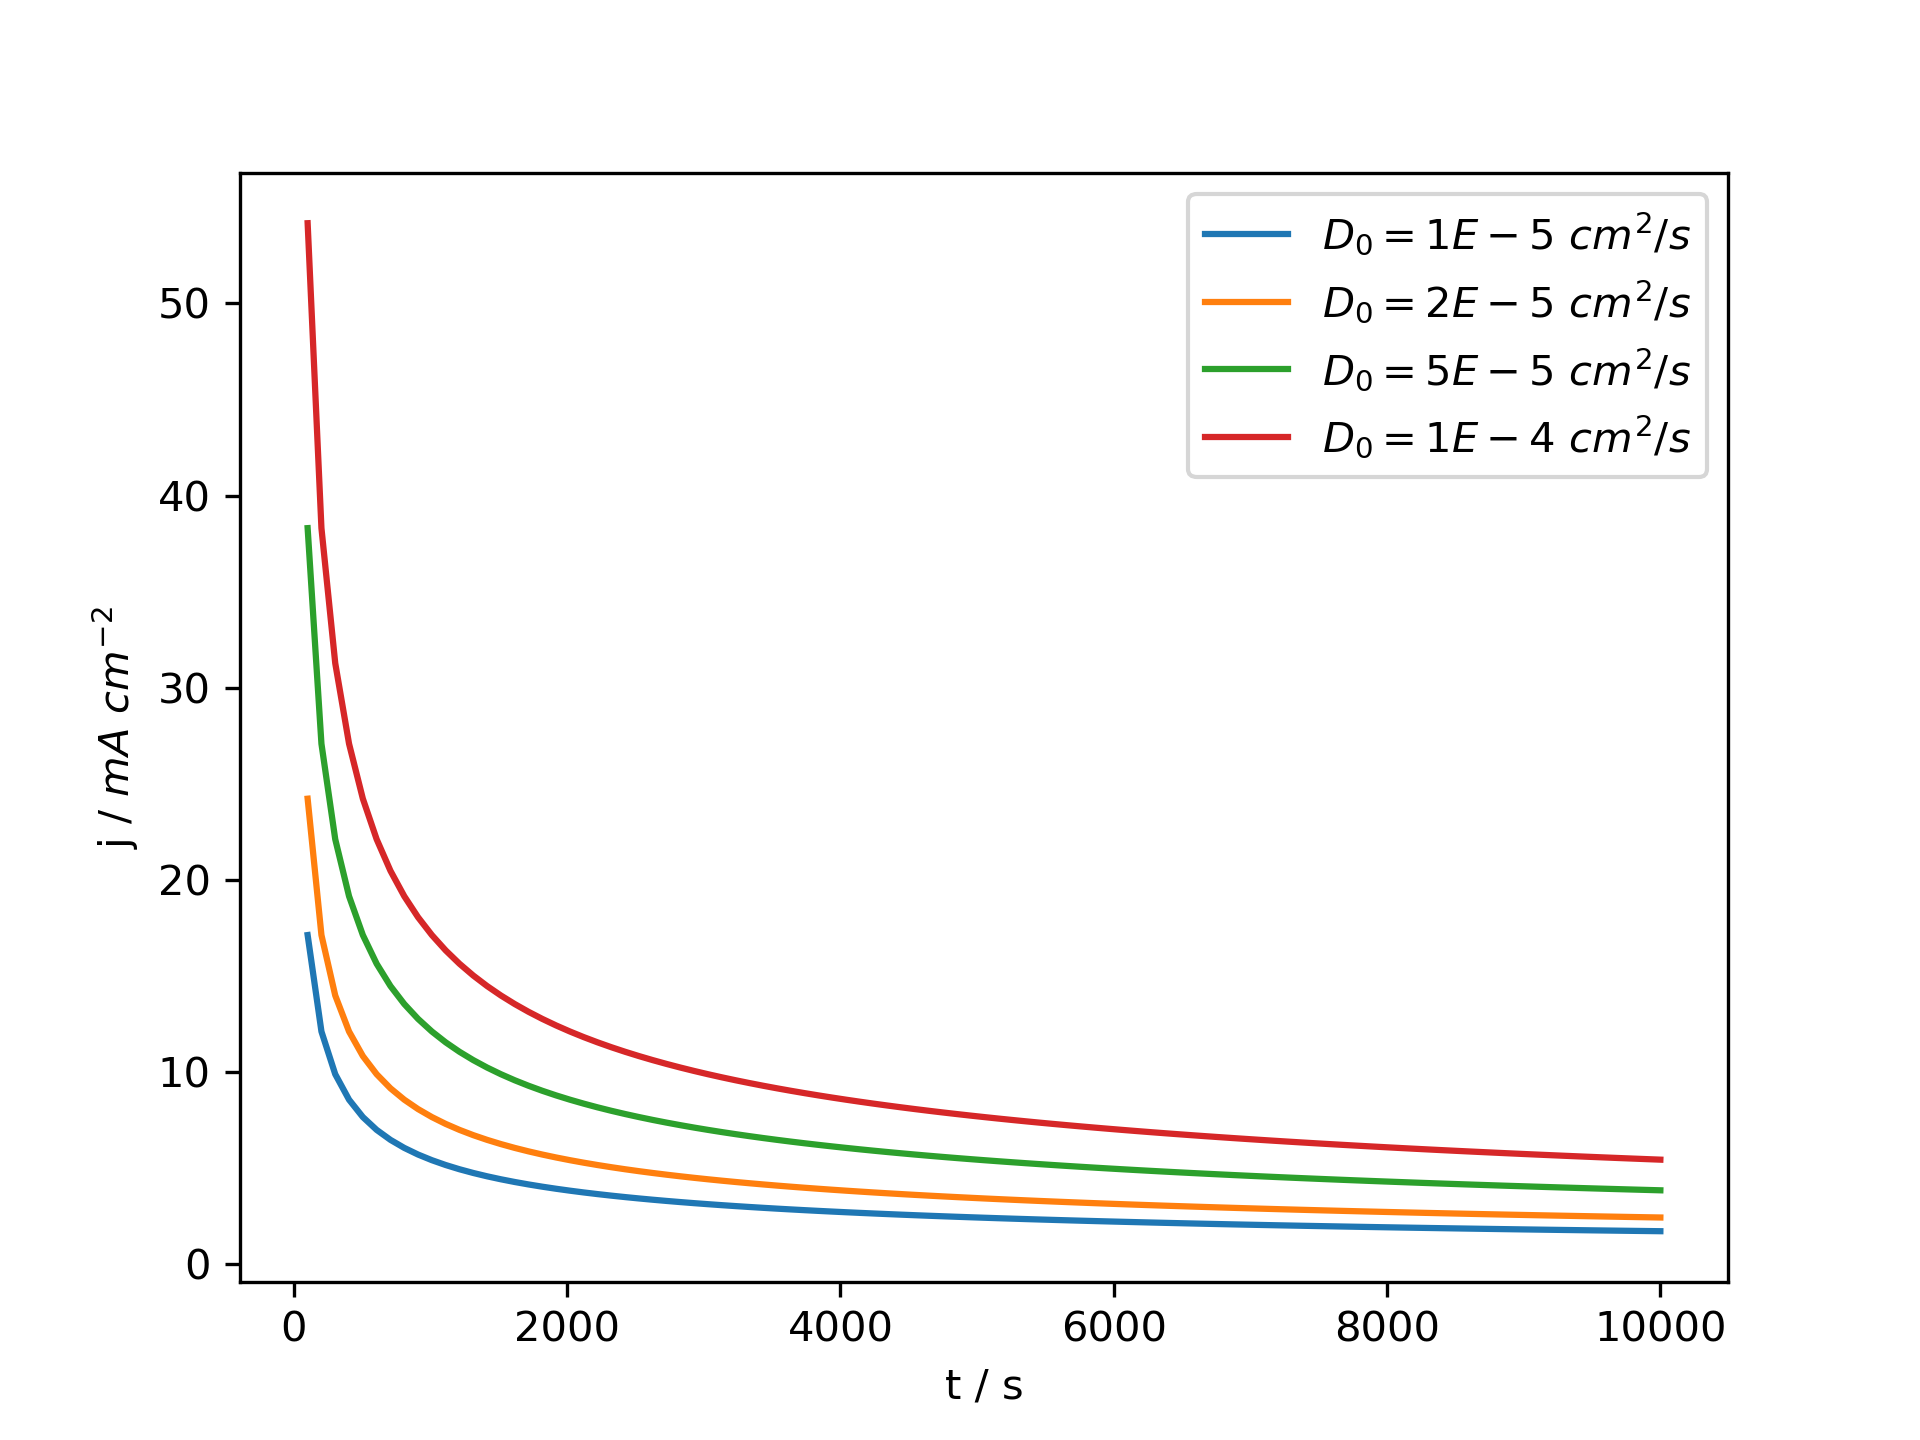 D₀ = 1E − 5 cm²/s
D₀ = 2E − 5 cm²/s
D₀ = 5E − 5 cm²/s
D₀ = 1E − 4 cm²/s
j / mA cm⁻²
50
40
30
20
10
0
0 2000 4000 6000 8000 10000
t / s